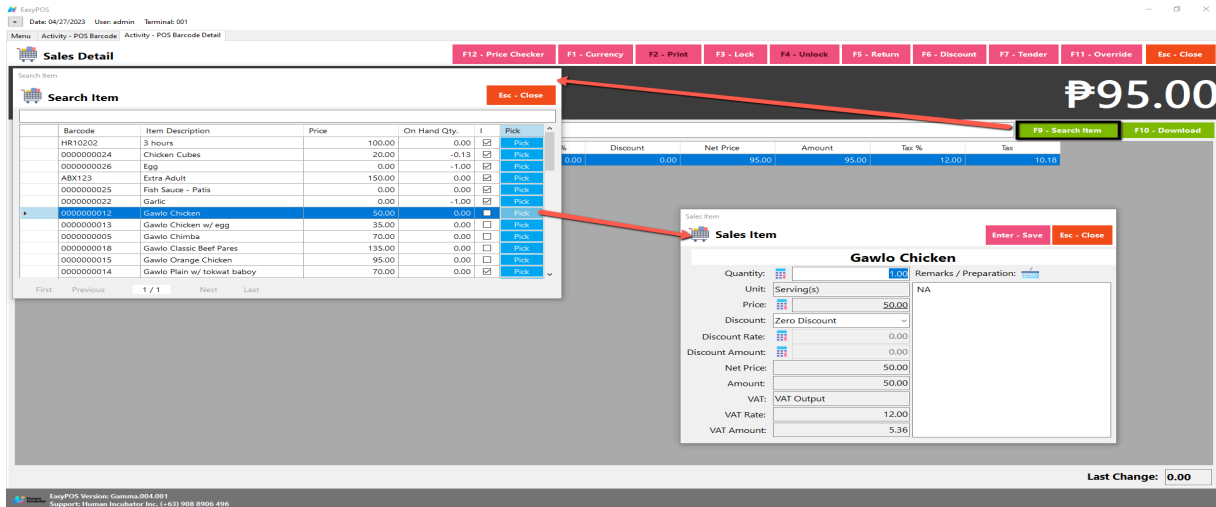 EasyPOS
Date: 04/27/2023 User: admin Terminal: 001
Menu Activity - POS Barcode Activity - POS Barcode Detail
Sales Detail
F12 - Price Checker F1 - Currency F2 - Print F3 - Lock F4 - Unlock F5 - Return F6 - Discount F7 - Tender F11 - Override Esc - Close
₱95.00
F9 - Search Item F10 - Download
% Discount Net Price Amount Tax % Tax
0.00 0.00 95.00 95.00 12.00 10.18
Search Item
Search Item
Esc - Close
Barcode Item Description Price On Hand Qty. I Pick
HR10202 3 hours 100.00 0.00 Pick
0000000024 Chicken Cubes 20.00 -0.13 Pick
0000000026 Egg 0.00 -1.00 Pick
ABX123 Extra Adult 150.00 0.00 Pick
0000000025 Fish Sauce - Patis 0.00 0.00 Pick
0000000022 Garlic 0.00 -1.00 Pick
0000000012 Gawlo Chicken 50.00 0.00 Pick
0000000013 Gawlo Chicken w/ egg 35.00 0.00 Pick
0000000005 Gawlo Chimba 70.00 0.00 Pick
0000000018 Gawlo Classic Beef Pares 135.00 0.00 Pick
0000000015 Gawlo Orange Chicken 95.00 0.00 Pick
0000000014 Gawlo Plain w/ tokwat baboy 70.00 0.00 Pick
First Previous 1 / 1 Next Last
Sales Item
Sales Item
Enter - Save Esc - Close
Gawlo Chicken
Quantity: 1.00 Remarks / Preparation:
Unit: Serving(s) NA
Price: 50.00
Discount: Zero Discount
Discount Rate: 0.00
Discount Amount: 0.00
Net Price: 50.00
Amount: 50.00
VAT: VAT Output
VAT Rate: 12.00
VAT Amount: 5.36
Last Change: 0.00
EasyPOS Version: Gamma.004.001
Support: Human Incubator Inc. (+63) 908 8906 496